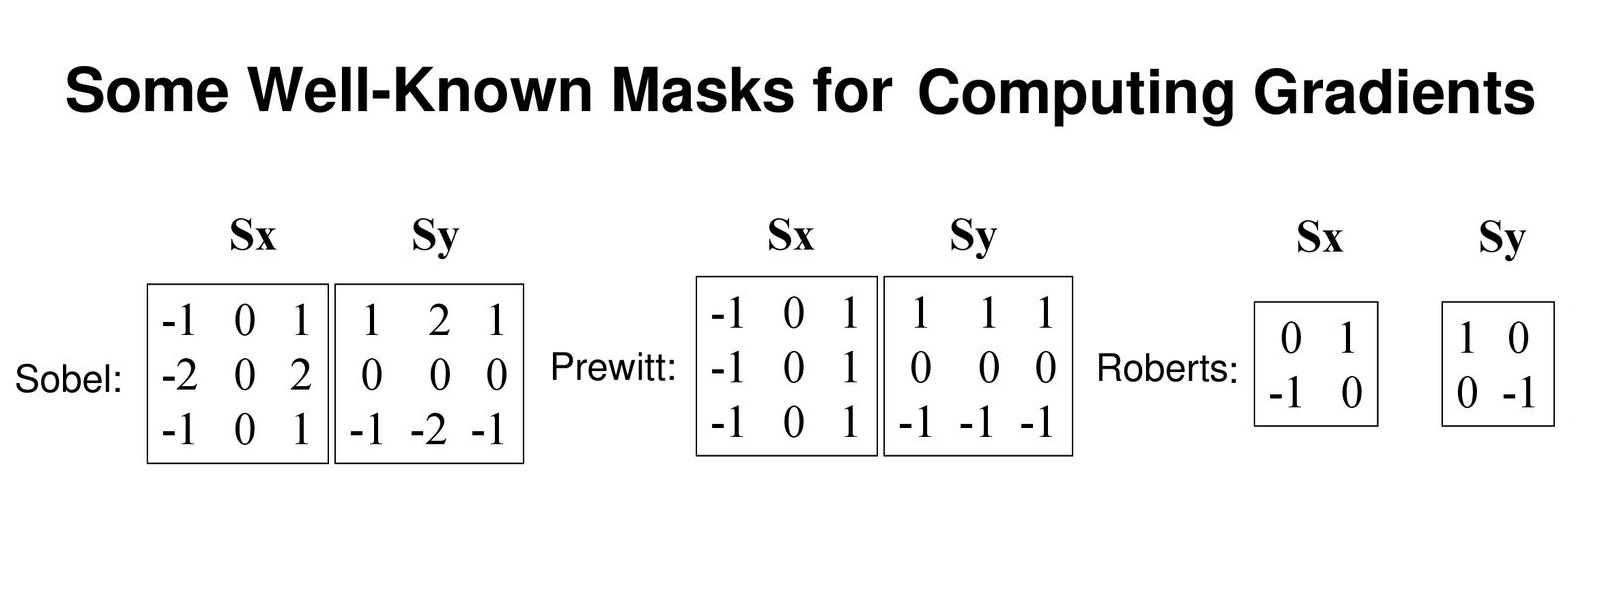 Some Well-Known Masks for Computing Gradients
Sx Sy Sx Sy Sx Sy
Sobel:
-1 0 1
-2 0 2
-1 0 1
1 2 1
0 0 0
-1 -2 -1
Prewitt:
-1 0 1
-1 0 1
-1 0 1
1 1 1
0 0 0
-1 -1 -1
Roberts:
0 1
-1 0
1 0
0 -1